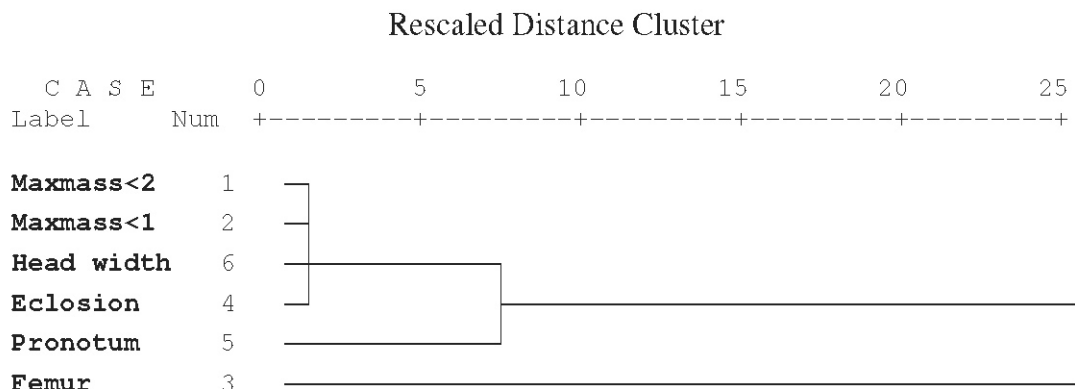 Rescaled Distance Cluster
C A S E 0 5 10 15 20 25
Label Num +---------+---------+---------+---------+---------+
Maxmass<2 1
Maxmass<1 2
Head width 6
Eclosion 4
Pronotum 5
Femur 3